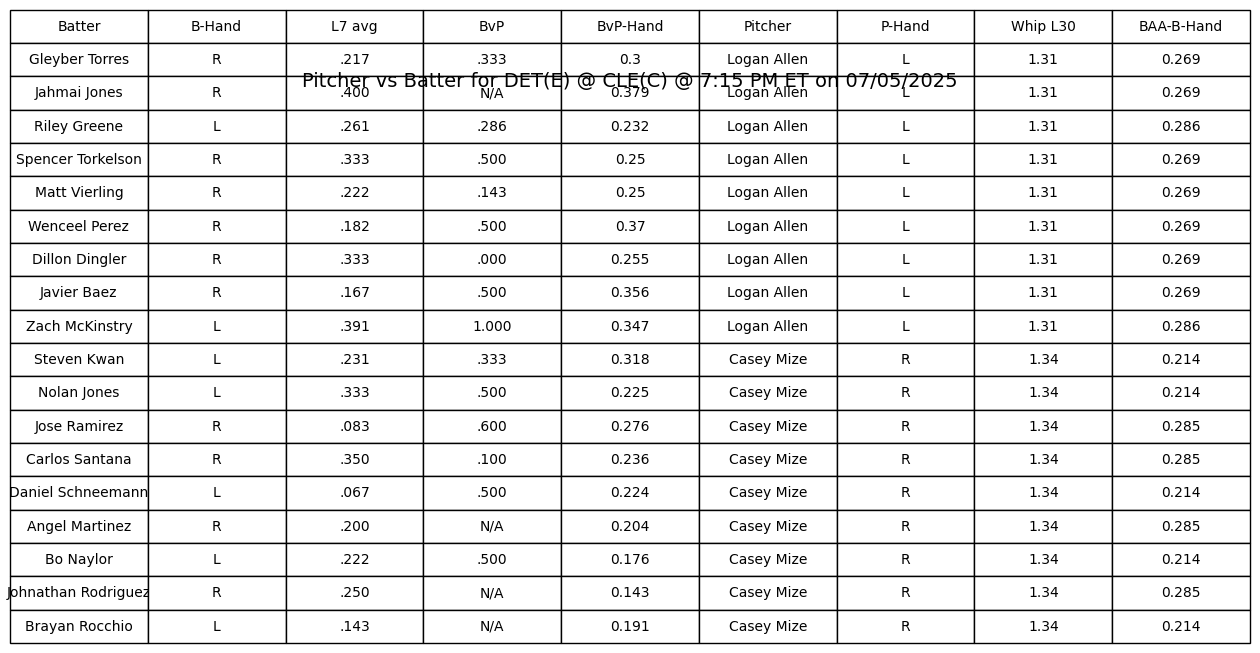 Batter B-Hand L7 avg BvP BvP-Hand Pitcher P-Hand Whip L30 BAA-B-Hand
Gleyber Torres R .217 .333 0.3 Logan Allen L 1.31 0.269
Pitcher vs Batter for DET(E) @ CLE(C) @ 7:15 PM ET on 07/05/2025
Jahmai Jones R .400 N/A 0.379 Logan Allen L 1.31 0.269
Riley Greene L .261 .286 0.232 Logan Allen L 1.31 0.286
Spencer Torkelson R .333 .500 0.25 Logan Allen L 1.31 0.269
Matt Vierling R .222 .143 0.25 Logan Allen L 1.31 0.269
Wenceel Perez R .182 .500 0.37 Logan Allen L 1.31 0.269
Dillon Dingler R .333 .000 0.255 Logan Allen L 1.31 0.269
Javier Baez R .167 .500 0.356 Logan Allen L 1.31 0.269
Zach McKinstry L .391 1.000 0.347 Logan Allen L 1.31 0.286
Steven Kwan L .231 .333 0.318 Casey Mize R 1.34 0.214
Nolan Jones L .333 .500 0.225 Casey Mize R 1.34 0.214
Jose Ramirez R .083 .600 0.276 Casey Mize R 1.34 0.285
Carlos Santana R .350 .100 0.236 Casey Mize R 1.34 0.285
Daniel Schneemann L .067 .500 0.224 Casey Mize R 1.34 0.214
Angel Martinez R .200 N/A 0.204 Casey Mize R 1.34 0.285
Bo Naylor L .222 .500 0.176 Casey Mize R 1.34 0.214
Johnathan Rodriguez R .250 N/A 0.143 Casey Mize R 1.34 0.285
Brayan Rocchio L .143 N/A 0.191 Casey Mize R 1.34 0.214